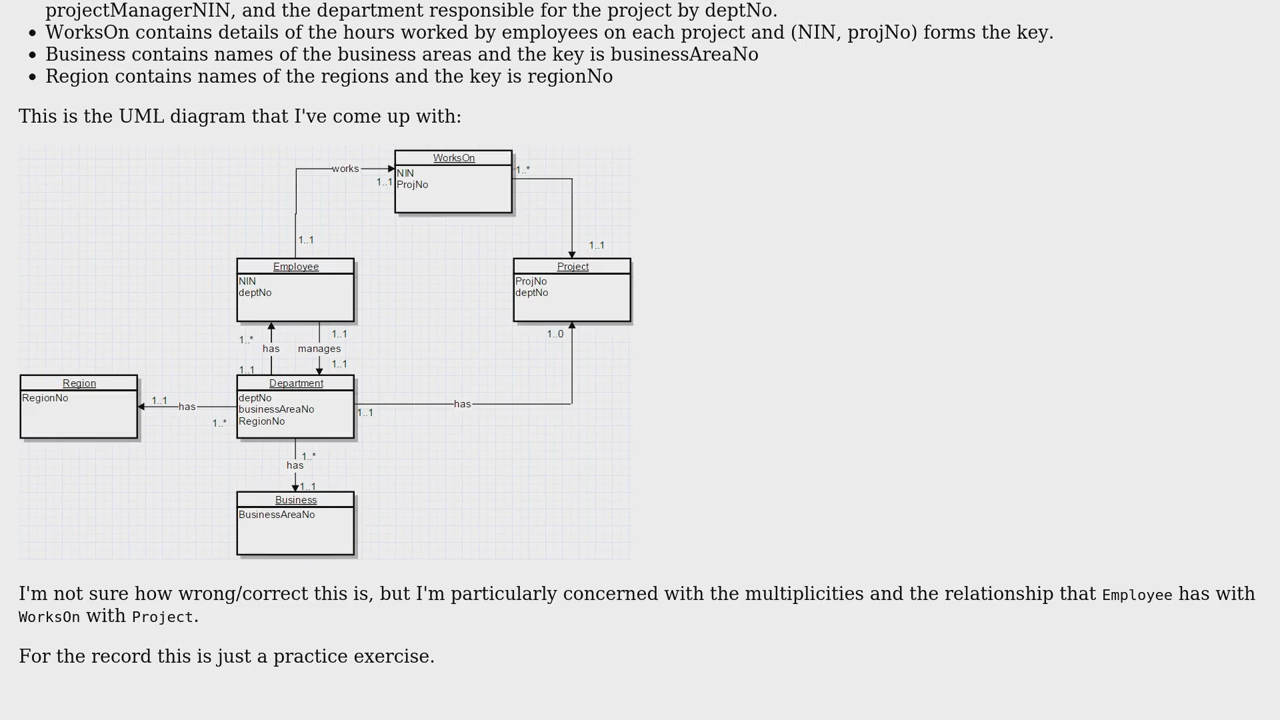 projectManagerNIN, and the department responsible for the project by deptNo.
• WorksOn contains details of the hours worked by employees on each project and (NIN, projNo) forms the key.
• Business contains names of the business areas and the key is businessAreaNo
• Region contains names of the regions and the key is regionNo
This is the UML diagram that I've come up with:
WorksOn
works
1..*
NIN
1..1
ProjNo
1..1
1..1
Employee
Project
NIN
ProjNo
deptNo
deptNo
1..*
1..1
1..0
has
manages
1..1
1..1
Region
Department
RegionNo
deptNo
1..1
has
businessAreaNo
has
1..1
1..*
RegionNo
1..*
has
1..1
Business
BusinessAreaNo
I'm not sure how wrong/correct this is, but I'm particularly concerned with the multiplicities and the relationship that Employee has with
WorksOn with Project.
For the record this is just a practice exercise.